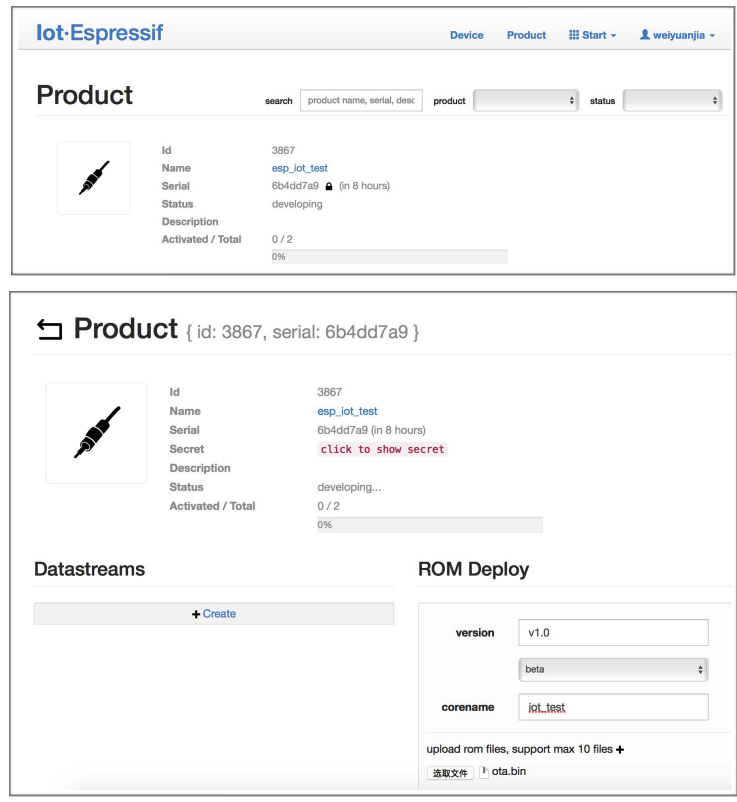 Iot·Espressif
Device Product Start weiyuanjia
Product
search product name, serial, desc product status
Id 3867
Name esp_iot_test
Serial 6b4dd7a9 (in 8 hours)
Status developing
Description
Activated / Total 0 / 2
0%
Product { id: 3867, serial: 6b4dd7a9 }
Id 3867
Name esp_iot_test
Serial 6b4dd7a9 (in 8 hours)
Secret click to show secret
Description
Status developing...
Activated / Total 0 / 2
0%
Datastreams
+ Create
ROM Deploy
version v1.0
beta
corename iot_test
upload rom files, support max 10 files +
选取文件 ota.bin